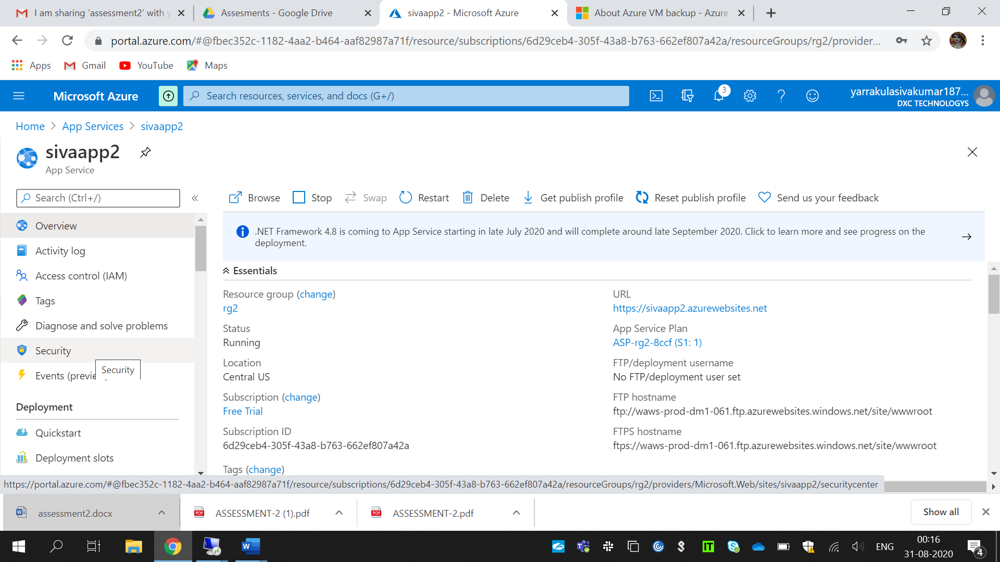 I am sharing 'assessment2' with y
Assesments - Google Drive
sivaapp2 - Microsoft Azure
About Azure VM backup - Azure
portal.azure.com/#@fbec352c-1182-4aa2-b464-aaf82987a71f/resource/subscriptions/6d29ceb4-305f-43a8-b763-662ef807a42a/resourceGroups/rg2/provider...
Apps
Gmail
YouTube
Maps
Microsoft Azure
Search resources, services, and docs (G+/)
3
yarrakulasivakumar187...
DXC TECHNOLOGYS
Home > App Services > sivaapp2
sivaapp2
App Service
Search (Ctrl+/)
«
Browse
Stop
Swap
Restart
Delete
Get publish profile
Reset publish profile
Send us your feedback
Overview
Activity log
Access control (IAM)
Tags
Diagnose and solve problems
Security
Events (previe
Security
Deployment
Quickstart
Deployment slots
.NET Framework 4.8 is coming to App Service starting in late July 2020 and will complete around late September 2020. Click to learn more and see progress on the
deployment.
Essentials
Resource group (change)
rg2
Status
Running
Location
Central US
Subscription (change)
Free Trial
Subscription ID
6d29ceb4-305f-43a8-b763-662ef807a42a
Tags (change)
URL
https://sivaapp2.azurewebsites.net
App Service Plan
ASP-rg2-8ccf (S1: 1)
FTP/deployment username
No FTP/deployment user set
FTP hostname
ftp://waws-prod-dm1-061.ftp.azurewebsites.windows.net/site/wwwroot
FTPS hostname
ftps://waws-prod-dm1-061.ftp.azurewebsites.windows.net/site/wwwroot
https://portal.azure.com/#@fbec352c-1182-4aa2-b464-aaf82987a71f/resource/subscriptions/6d29ceb4-305f-43a8-b763-662ef807a42a/resourceGroups/rg2/providers/Microsoft.Web/sites/sivaapp2/securitycenter
assessment2.docx
PDF
ASSESSMENT-2 (1).pdf
PDF
ASSESSMENT-2.pdf
Show all
IT
ENG
00:16
31-08-2020
4